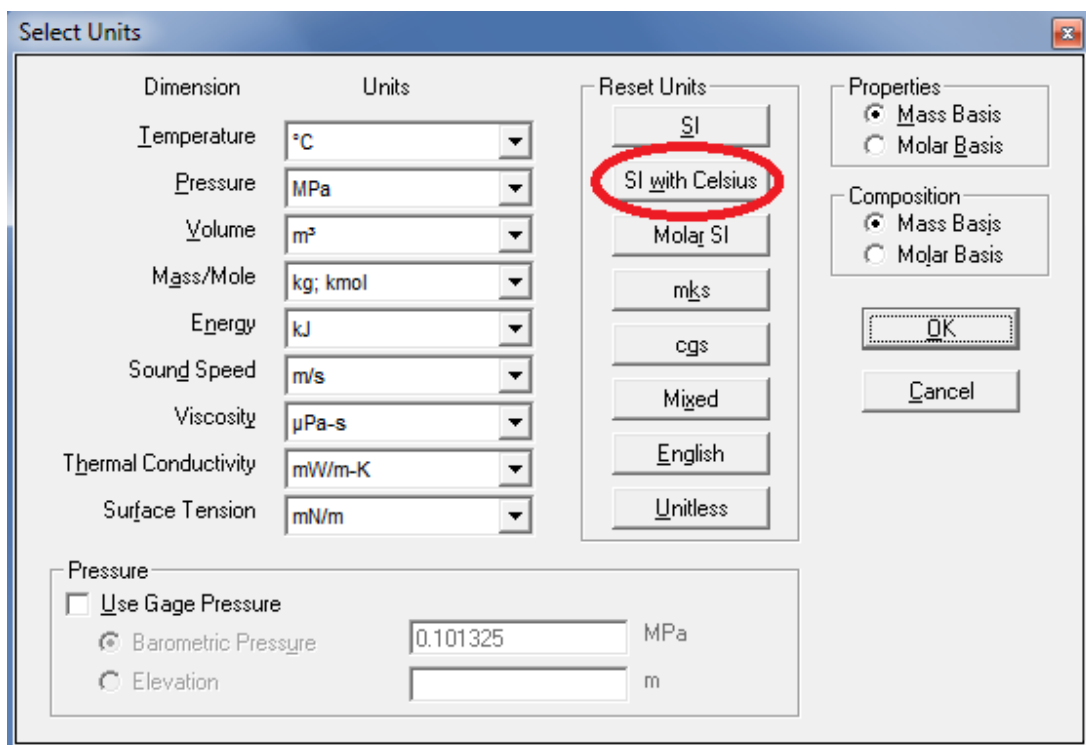 Select Units
Dimension Units
Temperature °C
Pressure MPa
Volume m³
Mass/Mole kg; kmol
Energy kJ
Sound Speed m/s
Viscosity µPa-s
Thermal Conductivity mW/m-K
Surface Tension mN/m
Reset Units
SI
SI with Celsius
Molar SI
mks
cgs
Mixed
English
Unitless
Properties
Mass Basis
Molar Basis
Composition
Mass Basis
Molar Basis
OK
Cancel
Pressure
Use Gage Pressure
Barometric Pressure 0.101325 MPa
Elevation m